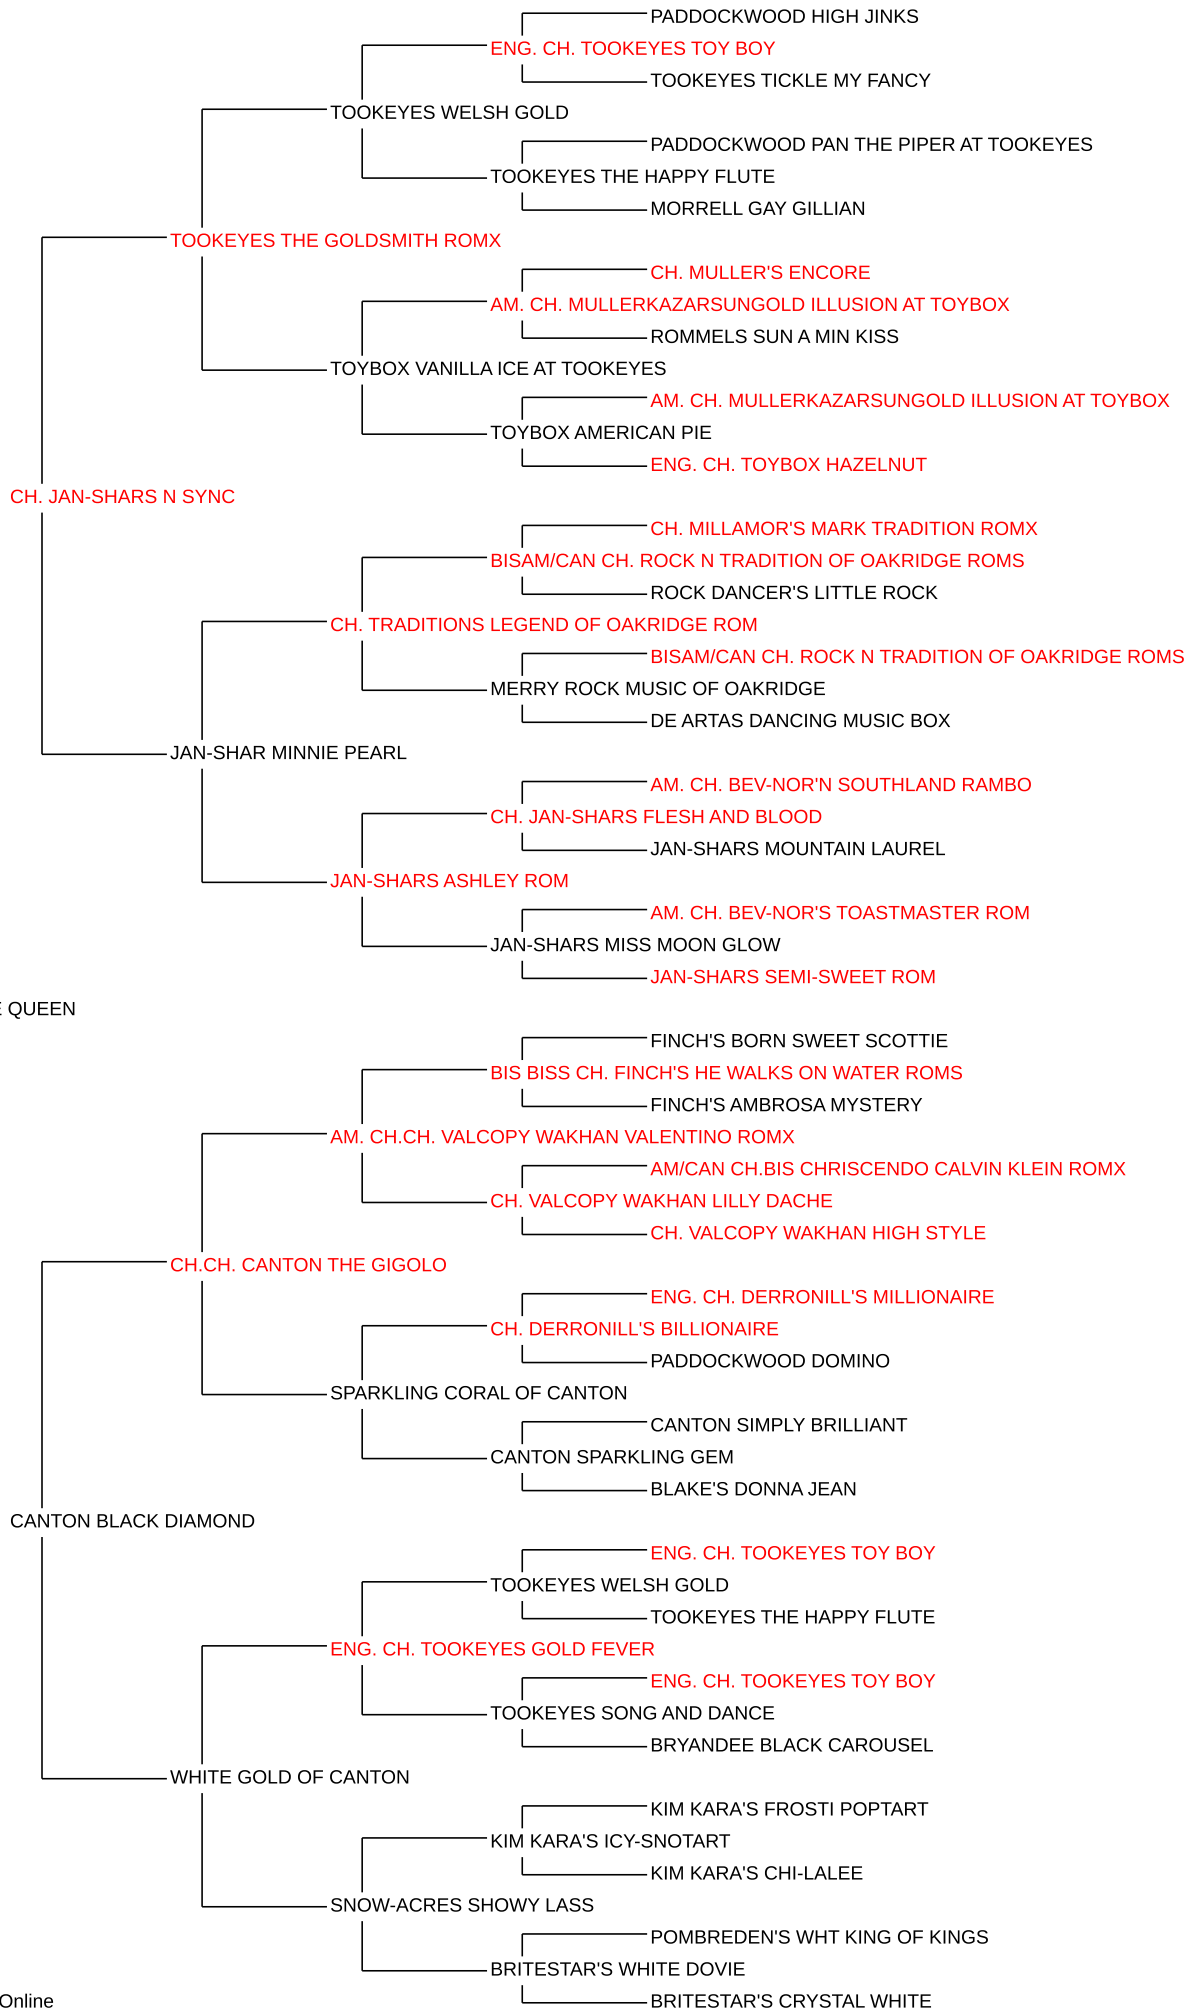 PADDOCKWOOD HIGH JINKS
ENG. CH. TOOKEYES TOY BOY
TOOKEYES TICKLE MY FANCY
TOOKEYES WELSH GOLD
PADDOCKWOOD PAN THE PIPER AT TOOKEYES
TOOKEYES THE HAPPY FLUTE
MORRELL GAY GILLIAN
TOOKEYES THE GOLDSMITH ROMX
CH. MULLER'S ENCORE
AM. CH. MULLERKAZARSUNGOLD ILLUSION AT TOYBOX
ROMMELS SUN A MIN KISS
TOYBOX VANILLA ICE AT TOOKEYES
AM. CH. MULLERKAZARSUNGOLD ILLUSION AT TOYBOX
TOYBOX AMERICAN PIE
ENG. CH. TOYBOX HAZELNUT
CH. JAN-SHARS N SYNC
CH. MILLAMOR'S MARK TRADITION ROMX
BISAM/CAN CH. ROCK N TRADITION OF OAKRIDGE ROMS
ROCK DANCER'S LITTLE ROCK
CH. TRADITIONS LEGEND OF OAKRIDGE ROM
BISAM/CAN CH. ROCK N TRADITION OF OAKRIDGE ROMS
MERRY ROCK MUSIC OF OAKRIDGE
DE ARTAS DANCING MUSIC BOX
JAN-SHAR MINNIE PEARL
AM. CH. BEV-NOR'N SOUTHLAND RAMBO
CH. JAN-SHARS FLESH AND BLOOD
JAN-SHARS MOUNTAIN LAUREL
JAN-SHARS ASHLEY ROM
AM. CH. BEV-NOR'S TOASTMASTER ROM
JAN-SHARS MISS MOON GLOW
JAN-SHARS SEMI-SWEET ROM
QUEEN
FINCH'S BORN SWEET SCOTTIE
BIS BISS CH. FINCH'S HE WALKS ON WATER ROMS
FINCH'S AMBROSA MYSTERY
AM. CH.CH. VALCOPY WAKHAN VALENTINO ROMX
AM/CAN CH.BIS CHRISCENDO CALVIN KLEIN ROMX
CH. VALCOPY WAKHAN LILLY DACHE
CH. VALCOPY WAKHAN HIGH STYLE
CH.CH. CANTON THE GIGOLO
ENG. CH. DERRONILL'S MILLIONAIRE
CH. DERRONILL'S BILLIONAIRE
PADDOCKWOOD DOMINO
SPARKLING CORAL OF CANTON
CANTON SIMPLY BRILLIANT
CANTON SPARKLING GEM
BLAKE'S DONNA JEAN
CANTON BLACK DIAMOND
ENG. CH. TOOKEYES TOY BOY
TOOKEYES WELSH GOLD
TOOKEYES THE HAPPY FLUTE
ENG. CH. TOOKEYES GOLD FEVER
ENG. CH. TOOKEYES TOY BOY
TOOKEYES SONG AND DANCE
BRYANDEE BLACK CAROUSEL
WHITE GOLD OF CANTON
KIM KARA'S FROSTI POPTART
KIM KARA'S ICY-SNOTART
KIM KARA'S CHI-LALEE
SNOW-ACRES SHOWY LASS
POMBREDEN'S WHT KING OF KINGS
BRITESTAR'S WHITE DOVIE
BRITESTAR'S CRYSTAL WHITE
Online